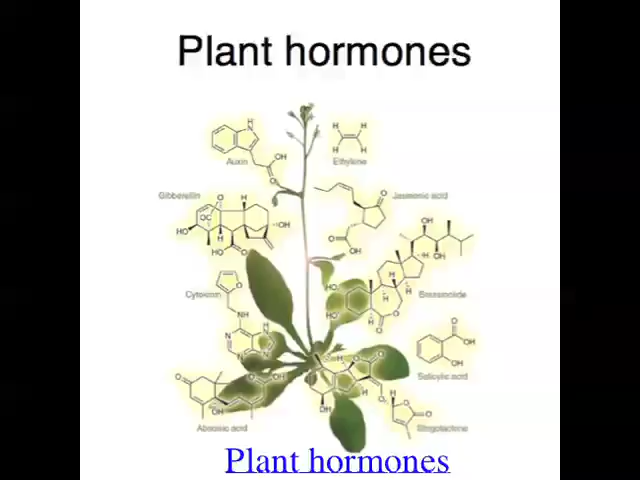 Plant hormones
Auxin
Ethylene
Gibberellin
Jasmonic acid
Cytokinin
Brassinolide
Salicylic acid
Abscisic acid
Strigolactone
Plant hormones